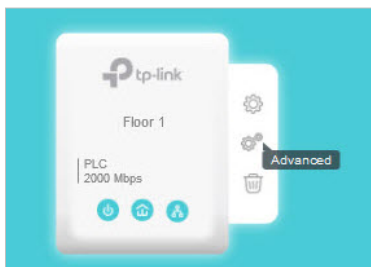 tp-link
Floor 1
PLC
2000 Mbps
Advanced